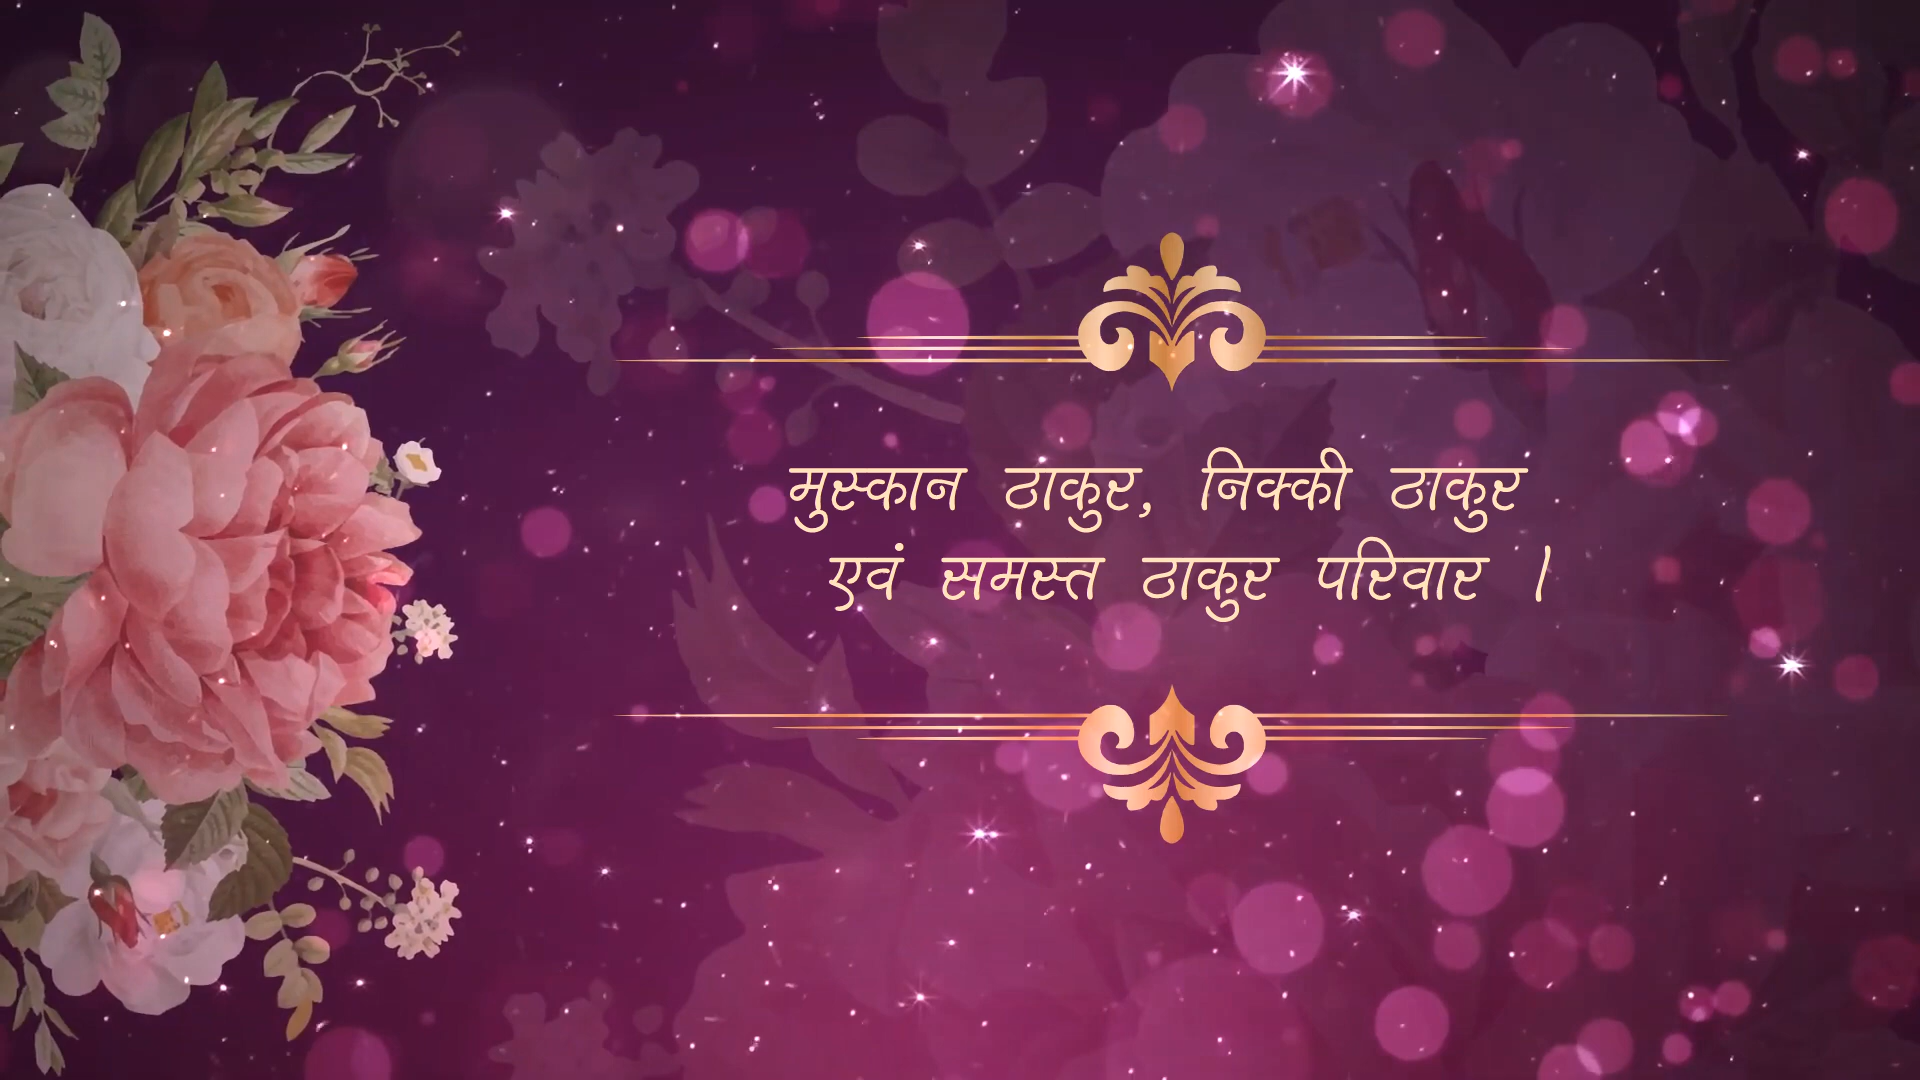 मुस्कान ठाकुर, निक्की ठाकुर
एवं समस्त ठाकुर परिवार ।